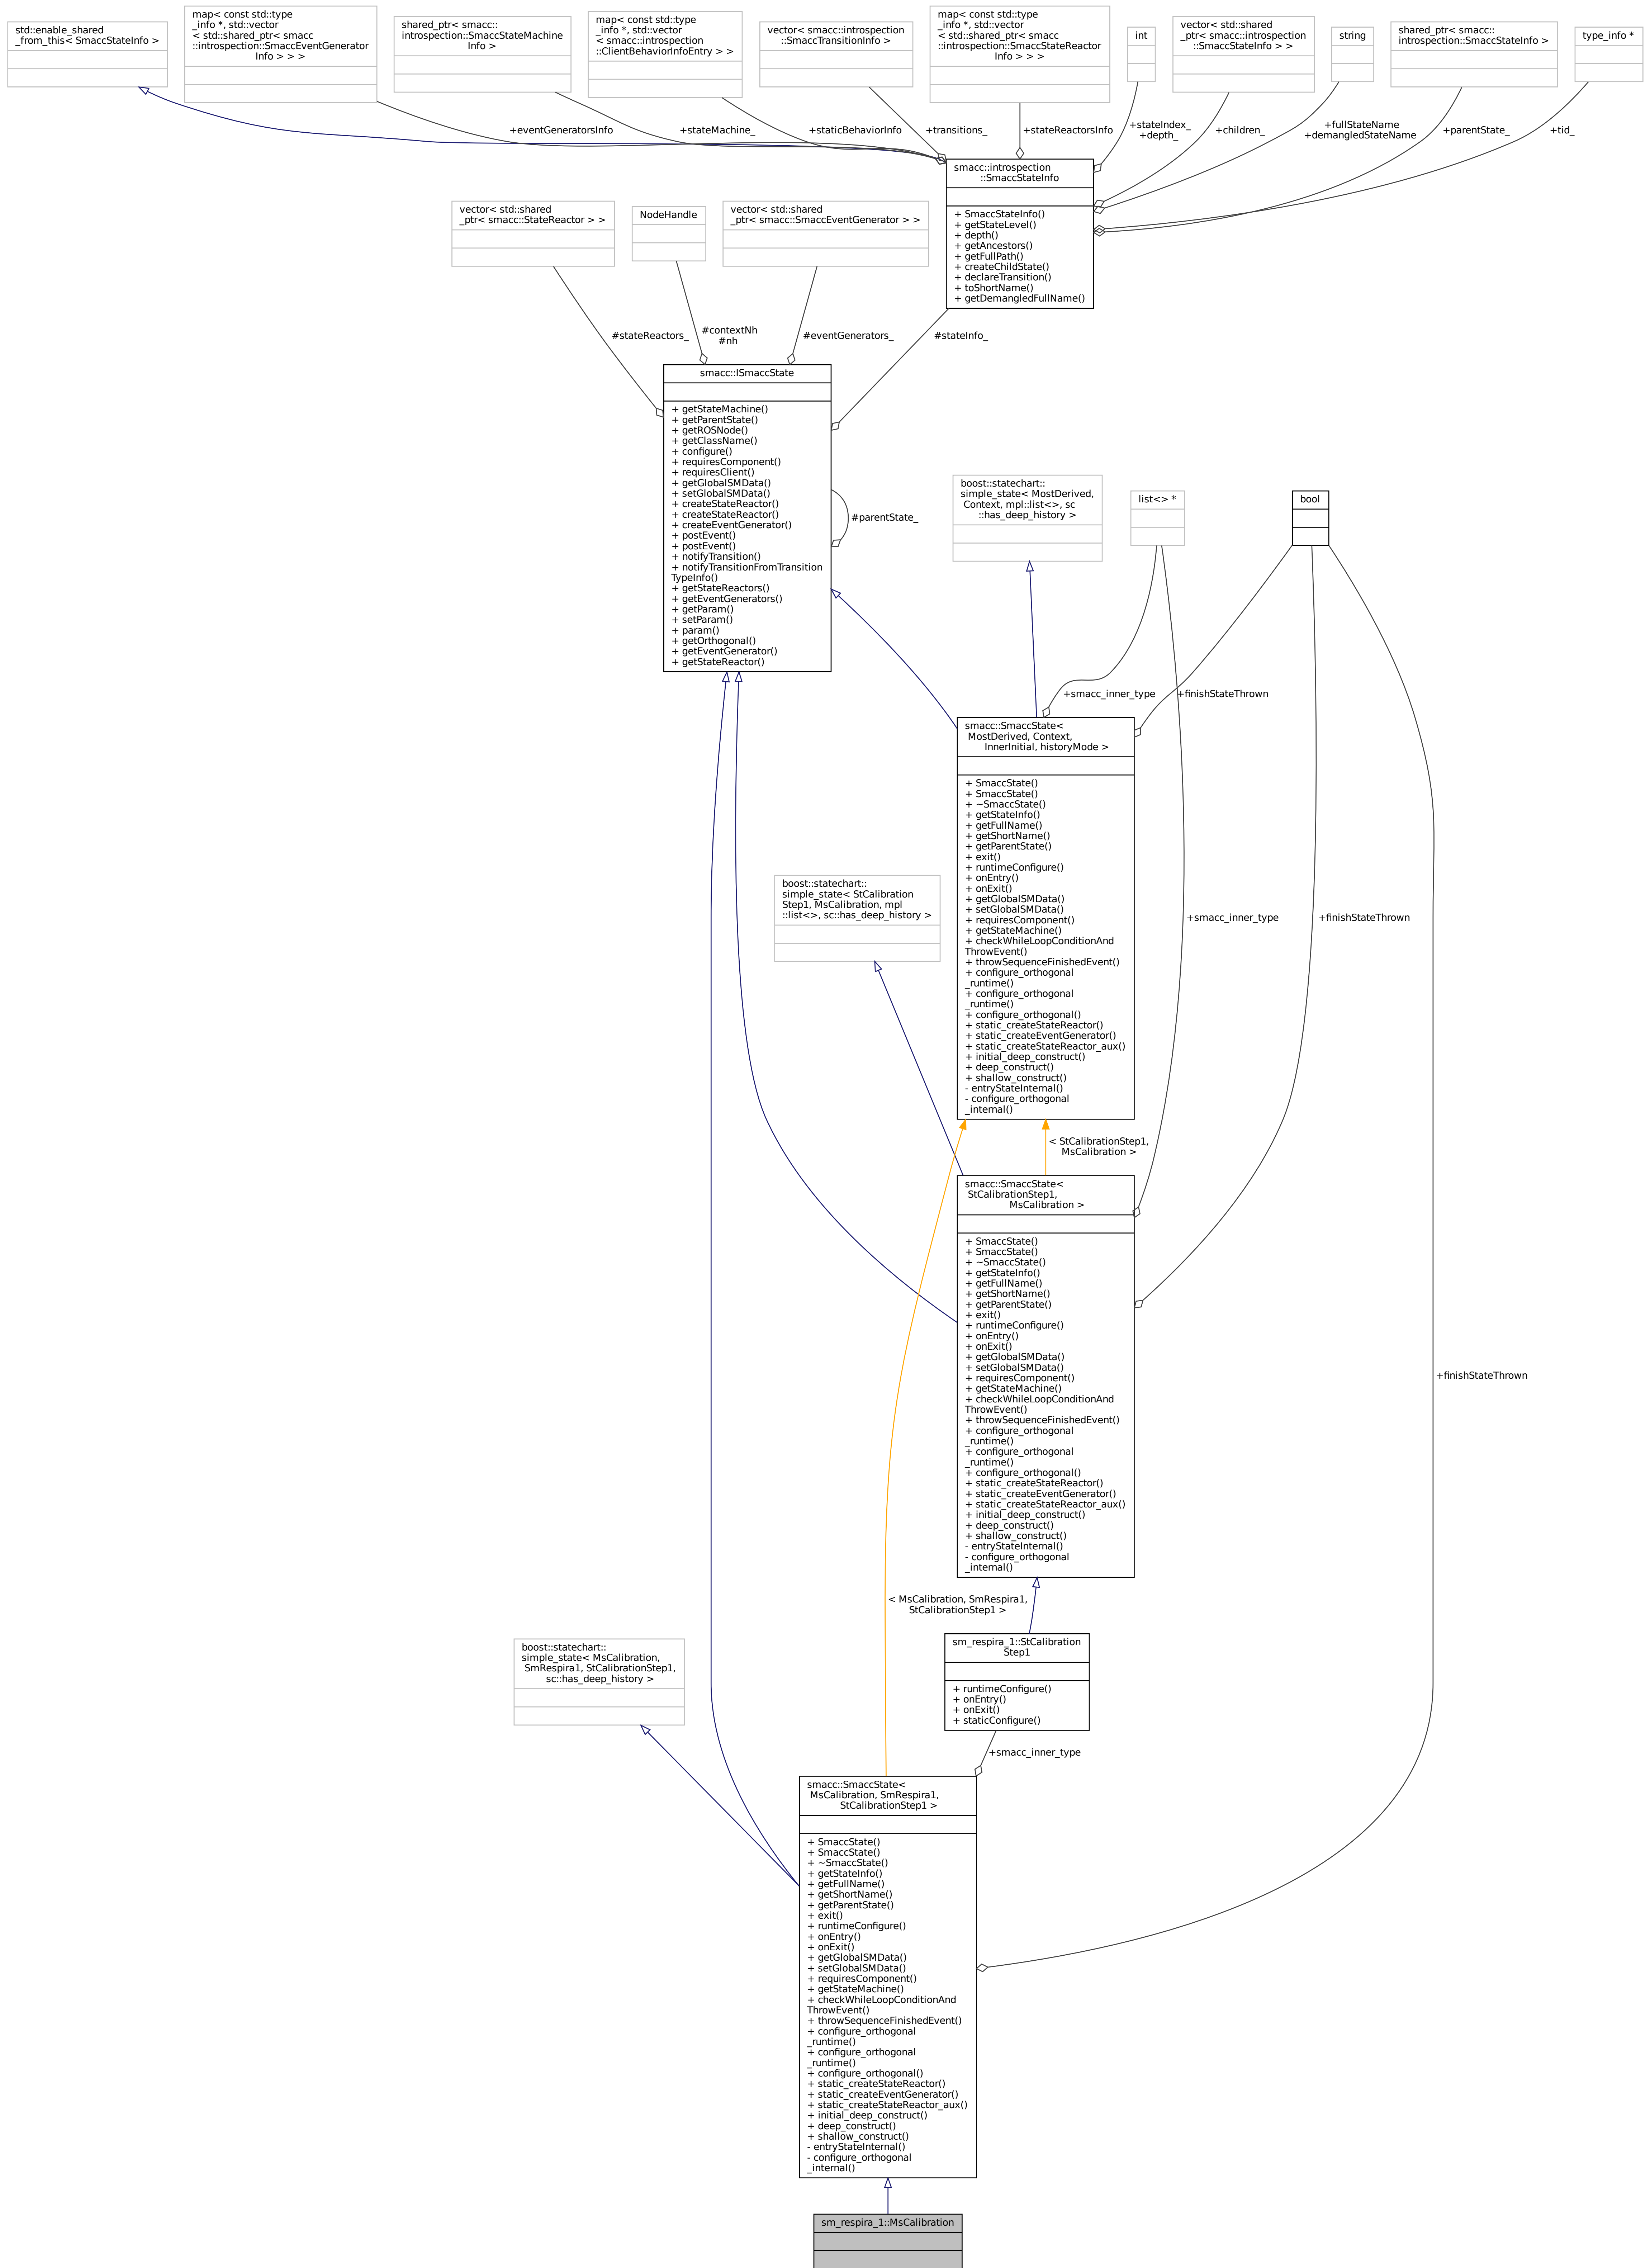 std::enable_shared
_from_this< SmaccStateInfo >
map< const std::type
_info *, std::vector
< std::shared_ptr< smacc
::introspection::SmaccEventGenerator
Info > > >
shared_ptr< smacc::
introspection::SmaccStateMachine
Info >
map< const std::type
_info *, std::vector
< smacc::introspection
::ClientBehaviorInfoEntry > >
vector< smacc::introspection
::SmaccTransitionInfo >
map< const std::type
_info *, std::vector
< std::shared_ptr< smacc
::introspection::SmaccStateReactor
Info > > >
int
vector< std::shared
_ptr< smacc::introspection
::SmaccStateInfo > >
string
shared_ptr< smacc::
introspection::SmaccStateInfo >
type_info *
+eventGeneratorsInfo
+stateMachine_
+staticBehaviorInfo
+transitions_
+stateReactorsInfo
+stateIndex_
+depth_
+children_
+fullStateName
+demangledStateName
+parentState_
+tid_
smacc::introspection
::SmaccStateInfo
+ SmaccStateInfo()
+ getStateLevel()
+ depth()
+ getAncestors()
+ getFullPath()
+ createChildState()
+ declareTransition()
+ toShortName()
+ getDemangledFullName()
vector< std::shared
_ptr< smacc::StateReactor > >
NodeHandle
vector< std::shared
_ptr< smacc::SmaccEventGenerator > >
#stateReactors_
#contextNh
#nh
#eventGenerators_
#stateInfo_
smacc::ISmaccState
+ getStateMachine()
+ getParentState()
+ getROSNode()
+ getClassName()
+ configure()
+ requiresComponent()
+ requiresClient()
+ getGlobalSMData()
+ setGlobalSMData()
+ createStateReactor()
+ createStateReactor()
+ createEventGenerator()
+ postEvent()
+ postEvent()
+ notifyTransition()
+ notifyTransitionFromTransition
TypeInfo()
+ getStateReactors()
+ getEventGenerators()
+ getParam()
+ setParam()
+ param()
+ getOrthogonal()
+ getEventGenerator()
+ getStateReactor()
#parentState_
boost::statechart::
simple_state< MostDerived,
Context, mpl::list<>, sc
::has_deep_history >
list<> *
bool
+smacc_inner_type
+finishStateThrown
smacc::SmaccState<
MostDerived, Context,
InnerInitial, historyMode >
+ SmaccState()
+ SmaccState()
+ ~SmaccState()
+ getStateInfo()
+ getFullName()
+ getShortName()
+ getParentState()
+ exit()
+ runtimeConfigure()
+ onEntry()
+ onExit()
+ getGlobalSMData()
+ setGlobalSMData()
+ requiresComponent()
+ getStateMachine()
+ checkWhileLoopConditionAnd
ThrowEvent()
+ throwSequenceFinishedEvent()
+ configure_orthogonal
_runtime()
+ configure_orthogonal
_runtime()
+ configure_orthogonal()
+ static_createStateReactor()
+ static_createEventGenerator()
+ static_createStateReactor_aux()
+ initial_deep_construct()
+ deep_construct()
+ shallow_construct()
- entryStateInternal()
- configure_orthogonal
_internal()
boost::statechart::
simple_state< StCalibration
Step1, MsCalibration, mpl
::list<>, sc::has_deep_history >
+smacc_inner_type
+finishStateThrown
< StCalibrationStep1,
MsCalibration >
smacc::SmaccState<
StCalibrationStep1,
MsCalibration >
+ SmaccState()
+ SmaccState()
+ ~SmaccState()
+ getStateInfo()
+ getFullName()
+ getShortName()
+ getParentState()
+ exit()
+ runtimeConfigure()
+ onEntry()
+ onExit()
+ getGlobalSMData()
+ setGlobalSMData()
+ requiresComponent()
+ getStateMachine()
+ checkWhileLoopConditionAnd
ThrowEvent()
+ throwSequenceFinishedEvent()
+ configure_orthogonal
_runtime()
+ configure_orthogonal
_runtime()
+ configure_orthogonal()
+ static_createStateReactor()
+ static_createEventGenerator()
+ static_createStateReactor_aux()
+ initial_deep_construct()
+ deep_construct()
+ shallow_construct()
- entryStateInternal()
- configure_orthogonal
_internal()
+finishStateThrown
< MsCalibration, SmRespira1,
StCalibrationStep1 >
sm_respira_1::StCalibration
Step1
+ runtimeConfigure()
+ onEntry()
+ onExit()
+ staticConfigure()
boost::statechart::
simple_state< MsCalibration,
SmRespira1, StCalibrationStep1,
sc::has_deep_history >
+smacc_inner_type
smacc::SmaccState<
MsCalibration, SmRespira1,
StCalibrationStep1 >
+ SmaccState()
+ SmaccState()
+ ~SmaccState()
+ getStateInfo()
+ getFullName()
+ getShortName()
+ getParentState()
+ exit()
+ runtimeConfigure()
+ onEntry()
+ onExit()
+ getGlobalSMData()
+ setGlobalSMData()
+ requiresComponent()
+ getStateMachine()
+ checkWhileLoopConditionAnd
ThrowEvent()
+ throwSequenceFinishedEvent()
+ configure_orthogonal
_runtime()
+ configure_orthogonal
_runtime()
+ configure_orthogonal()
+ static_createStateReactor()
+ static_createEventGenerator()
+ static_createStateReactor_aux()
+ initial_deep_construct()
+ deep_construct()
+ shallow_construct()
- entryStateInternal()
- configure_orthogonal
_internal()
sm_respira_1::MsCalibration